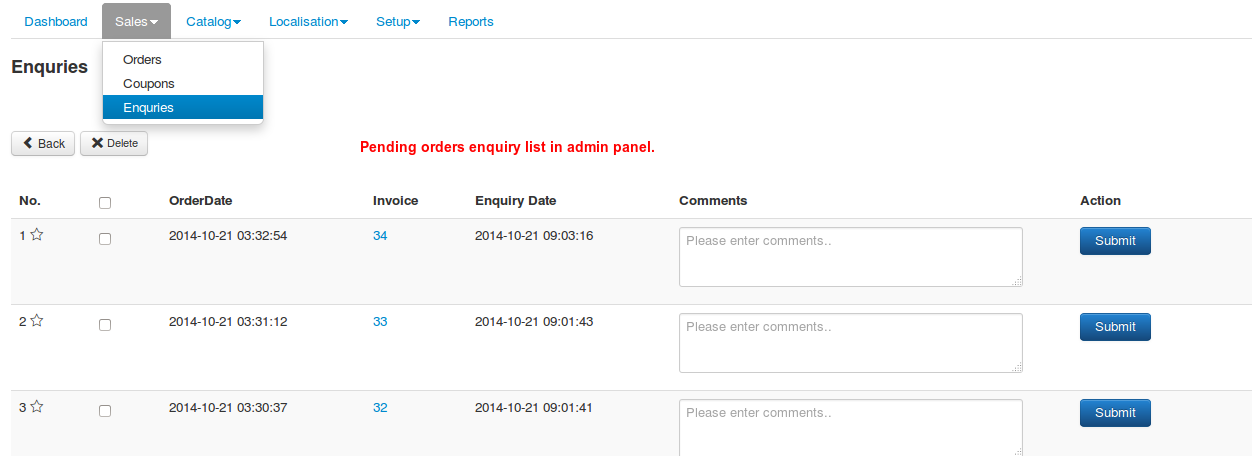 Dashboard Sales Catalog Localisation Setup Reports
Orders
Enquries
Coupons
Enquries
Back Delete
Pending orders enquiry list in admin panel.
No. OrderDate Invoice Enquiry Date Comments Action
1 2014-10-21 03:32:54 34 2014-10-21 09:03:16 Please enter comments.. Submit
2 2014-10-21 03:31:12 33 2014-10-21 09:01:43 Please enter comments.. Submit
3 2014-10-21 03:30:37 32 2014-10-21 09:01:41 Please enter comments.. Submit